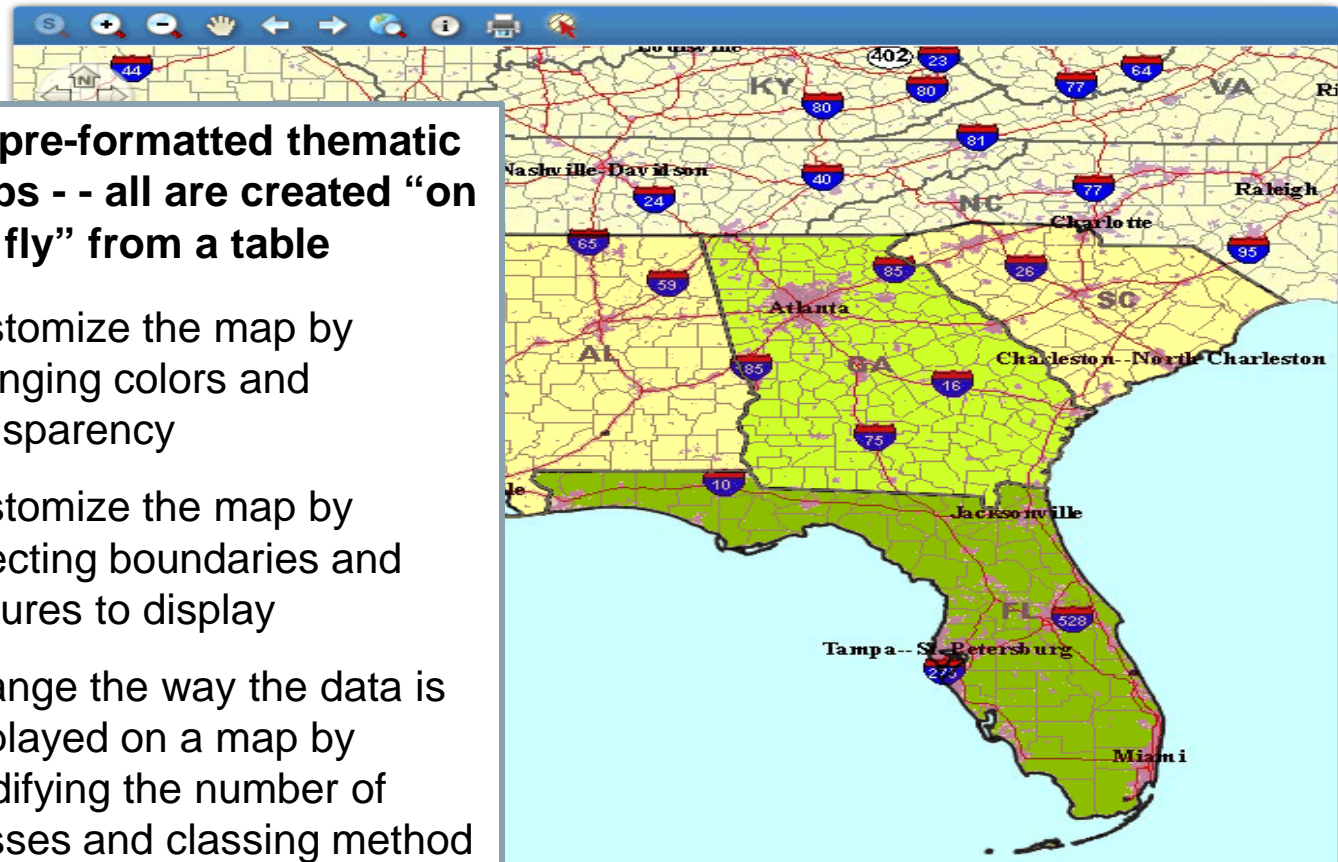 S
i
N
44
Louisville
402
23
64
KY
77
VA
80
80
Ri
81
pre-formatted thematic
ps - - all are created “on
fly” from a table
Nashville-Davidson
40
24
77
Raleigh
NC
Charlotte
65
85
26
95
59
SC
Atlanta
AL
GA
Charleston--North Charleston
85
16
75
stomize the map by
nging colors and
sparency
10
le
Jacksonville
stomize the map by
ecting boundaries and
ures to display
FL
528
Tampa--St. Petersburg
275
ange the way the data is
played on a map by
difying the number of
sses and classing method
Miami